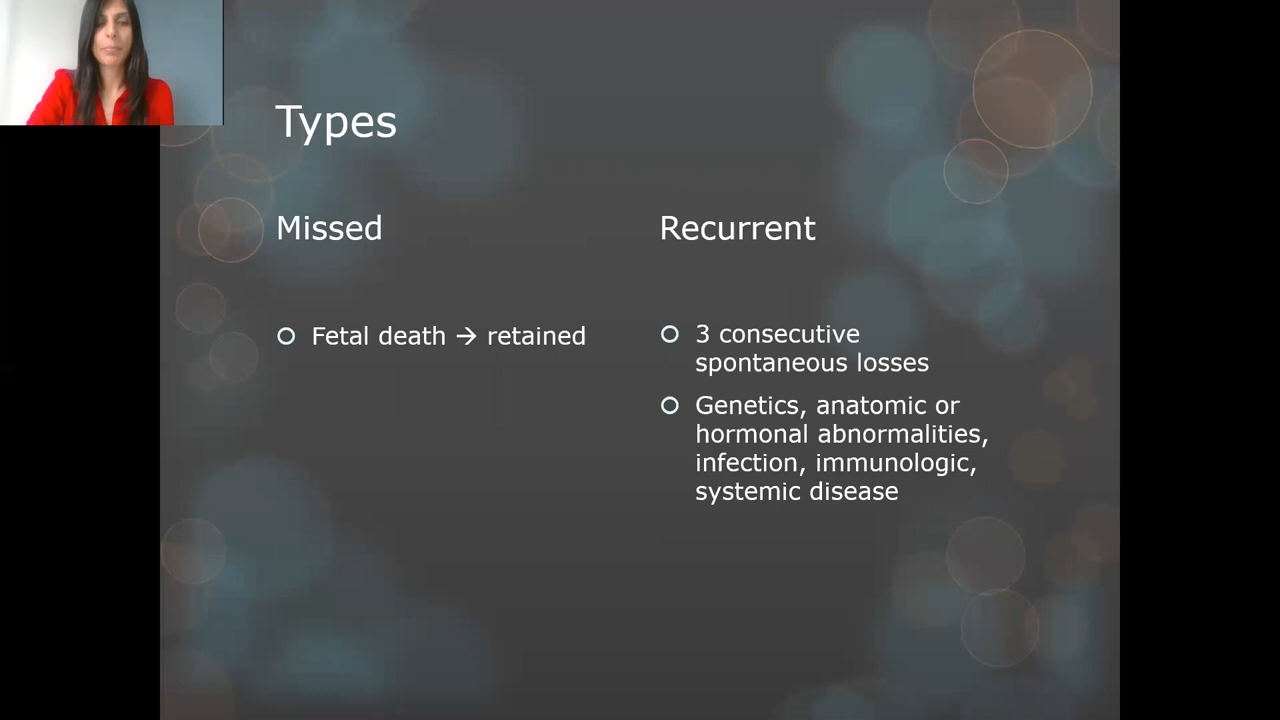 Types
Missed
Fetal death → retained
Recurrent
3 consecutive
spontaneous losses
Genetics, anatomic or
hormonal abnormalities,
infection, immunologic,
systemic disease